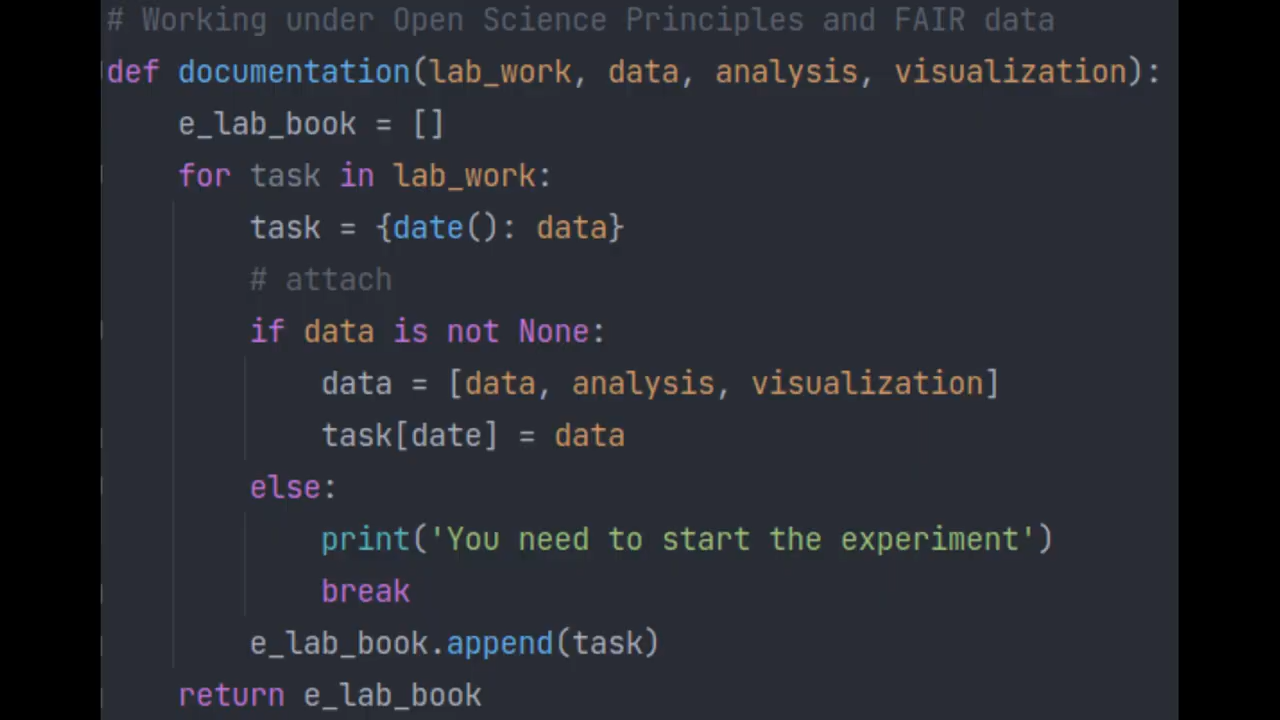 # Working under Open Science Principles and FAIR data
def documentation(lab_work, data, analysis, visualization):
    e_lab_book = []
    for task in lab_work:
        task = {date(): data}
        # attach
        if data is not None:
            data = [data, analysis, visualization]
            task[date] = data
        else:
            print('You need to start the experiment')
            break
        e_lab_book.append(task)
    return e_lab_book